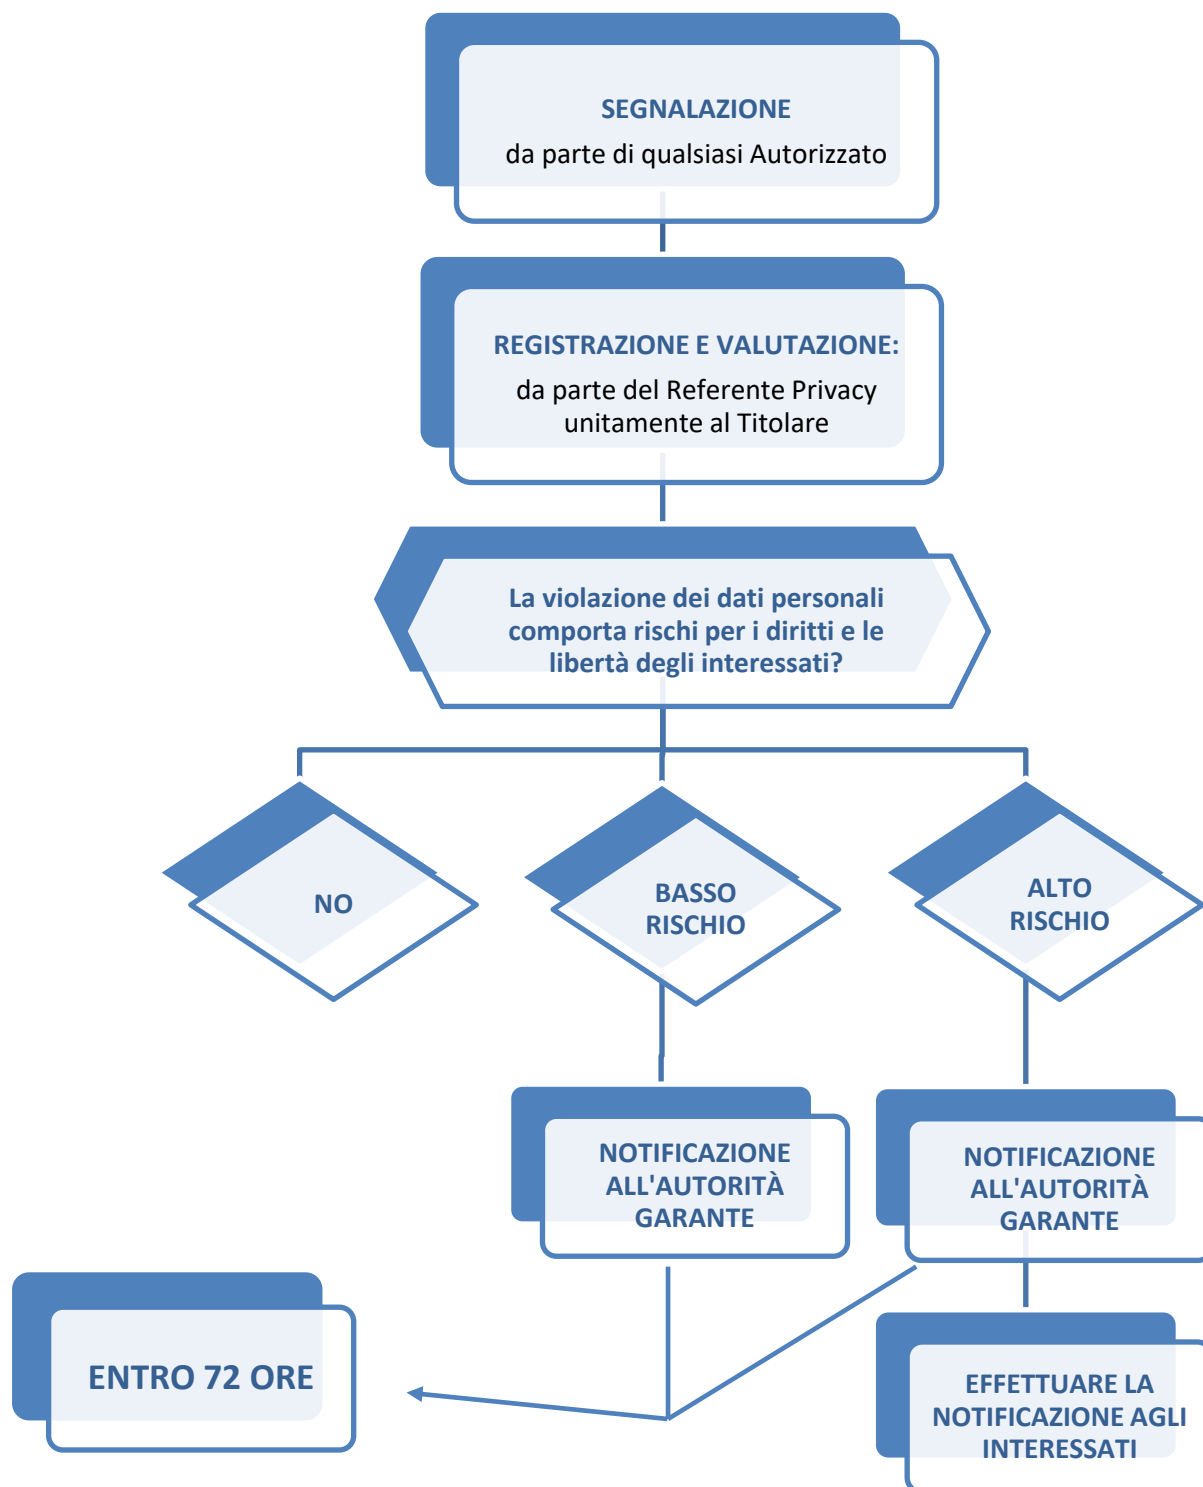 SEGNALAZIONE
da parte di qualsiasi Autorizzato
REGISTRAZIONE E VALUTAZIONE:
da parte del Referente Privacy
unitamente al Titolare
La violazione dei dati personali
comporta rischi per i diritti e le
libertà degli interessati?
NO
BASSO
RISCHIO
ALTO
RISCHIO
NOTIFICAZIONE
ALL'AUTORITÀ
GARANTE
NOTIFICAZIONE
ALL'AUTORITÀ
GARANTE
ENTRO 72 ORE
EFFETTUARE LA
NOTIFICAZIONE AGLI
INTERESSATI